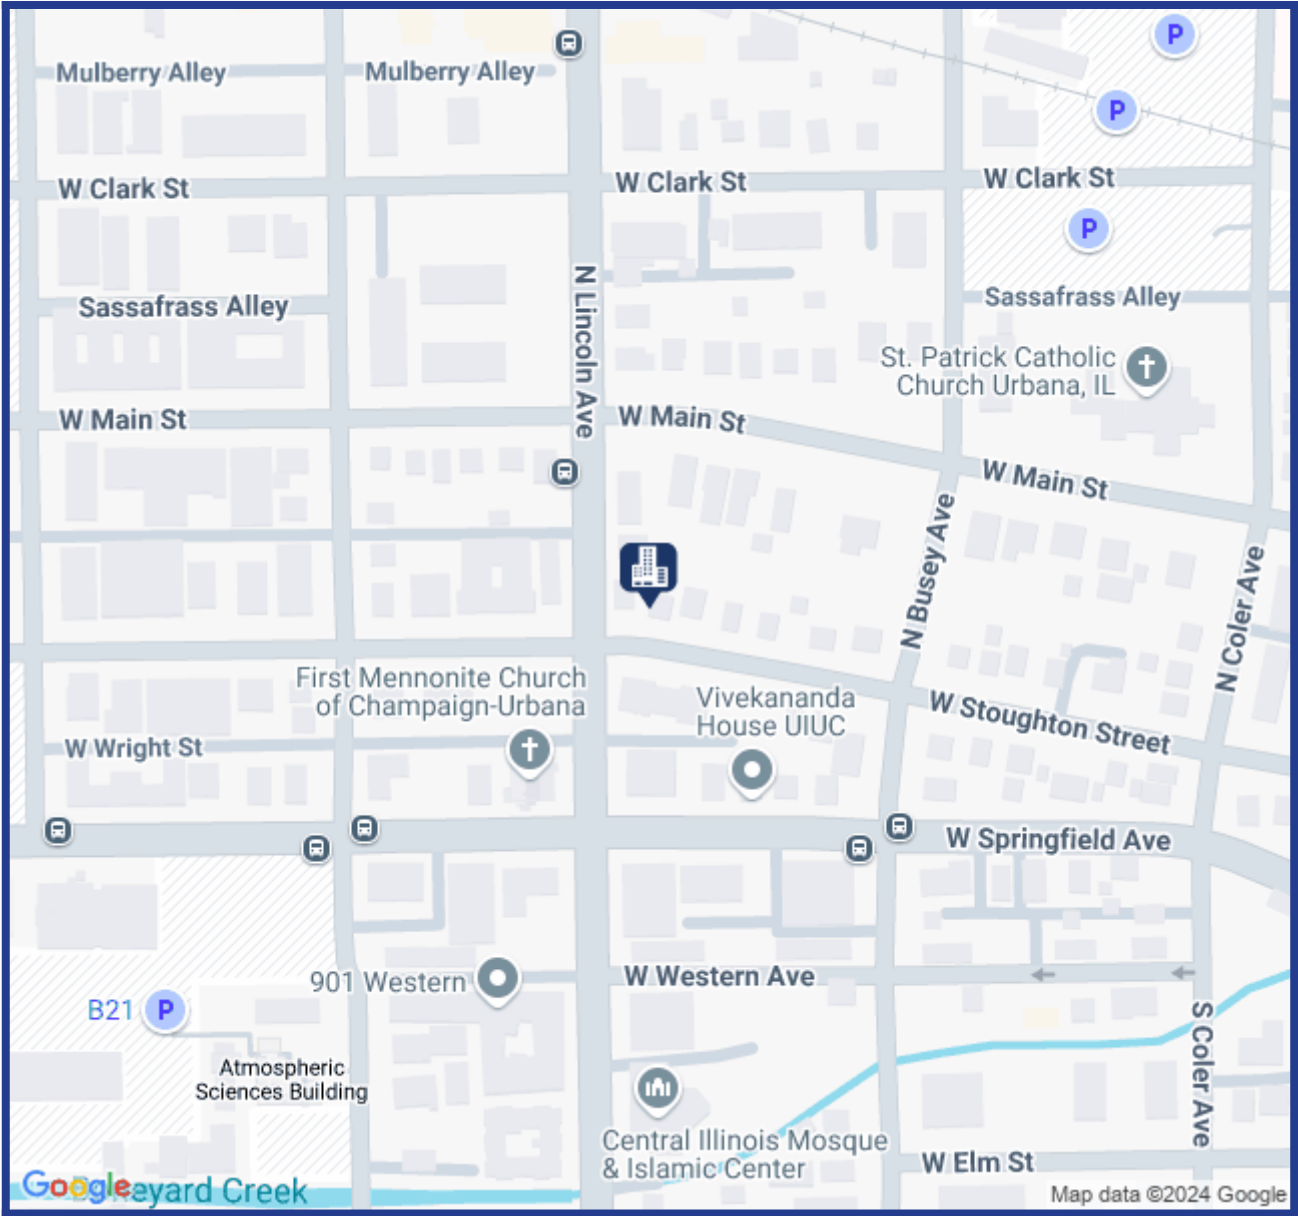 P
Mulberry Alley
Mulberry Alley
P
W Clark St
W Clark St
W Clark St
P
N Lincoln Ave
Sassafrass Alley
Sassafrass Alley
St. Patrick Catholic
Church Urbana, IL
W Main St
W Main St
W Main St
N Busey Ave
N Coler Ave
First Mennonite Church
of Champaign-Urbana
Vivekananda
House UIUC
W Stoughton Street
W Wright St
W Springfield Ave
901 Western
W Western Ave
B21
P
S Coler Ave
Atmospheric
Sciences Building
Central Illinois Mosque
& Islamic Center
W Elm St
Google
Creek
Map data ©2024 Google